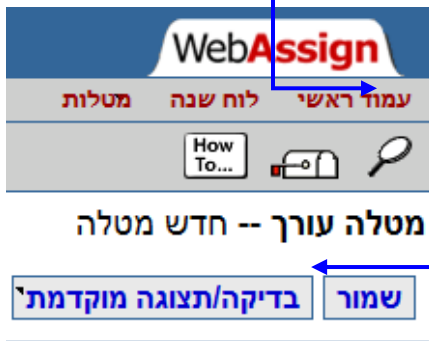 WebAssign
עמוד ראשי לוח שנה מטלות
How
To...
מטלה עורך -- חדש מטלה
שמור בדיקה/תצוגה מוקדמת